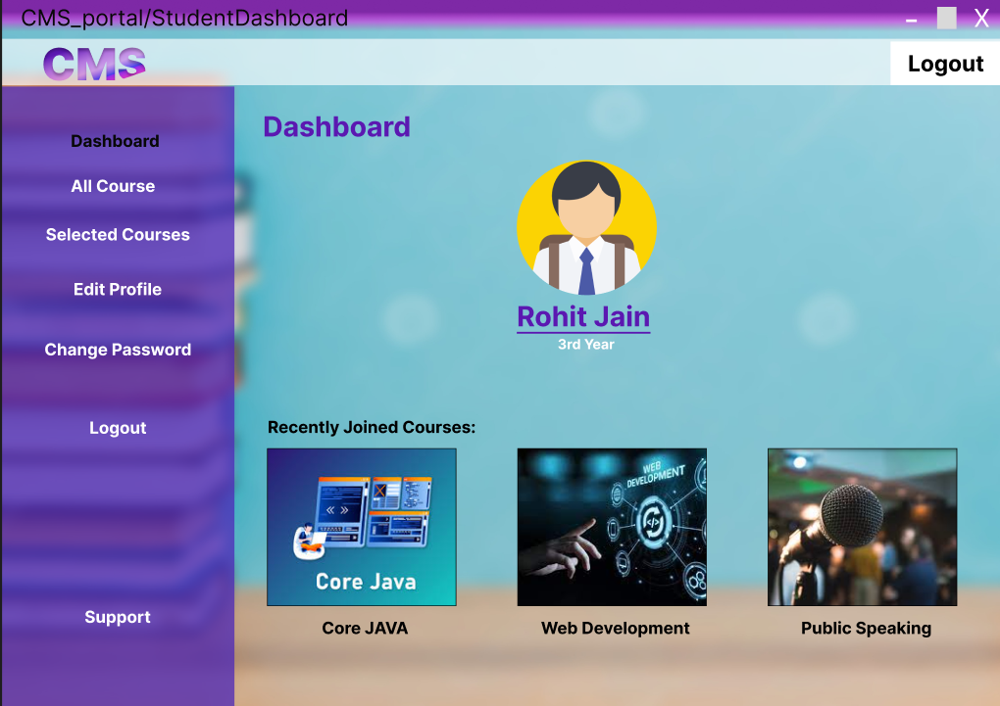 CMS_portal/StudentDashboard
X
CMS
Logout
Dashboard
All Course
Selected Courses
Edit Profile
Change Password
Logout
Support
Dashboard
Rohit Jain
3rd Year
Recently Joined Courses:
Core Java
WEB
DEVELOPMENT
</>
Core JAVA
Web Development
Public Speaking